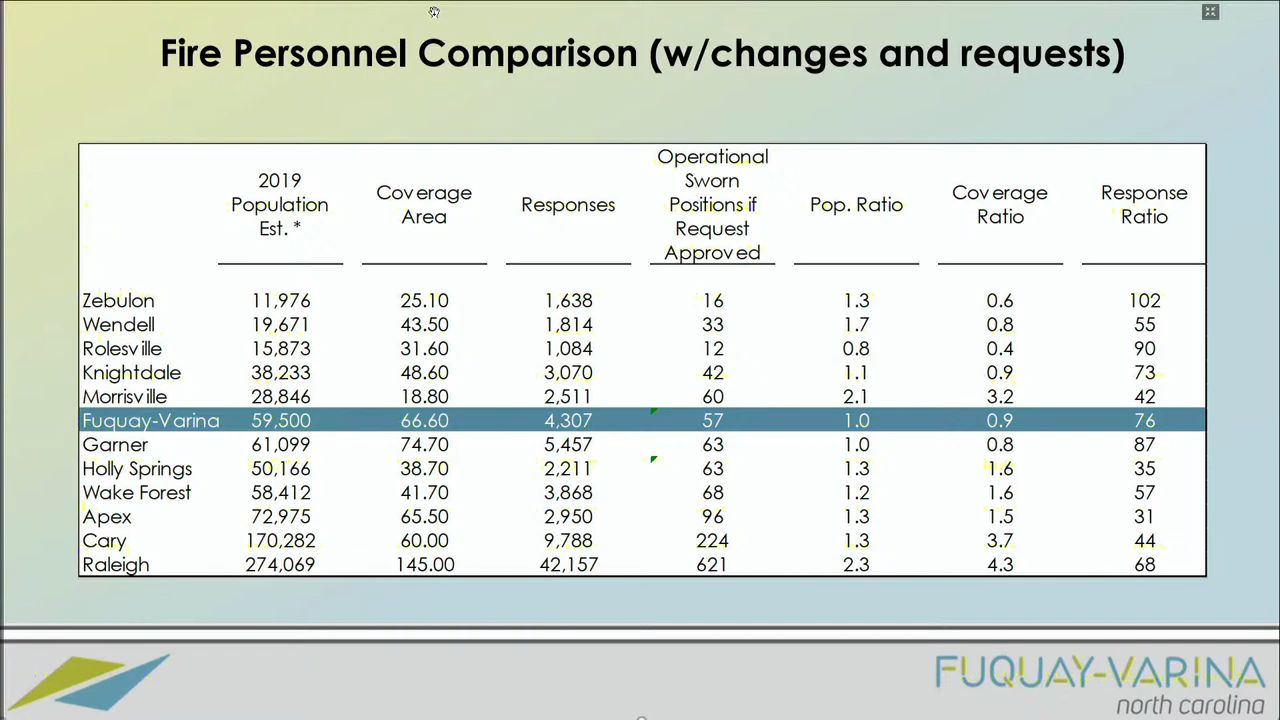 Fire Personnel Comparison (w/changes and requests)
2019 Population Est. * Coverage Area Responses Operational Sworn Positions if Request Approved Pop. Ratio Coverage Ratio Response Ratio
Zebulon 11,976 25.10 1,638 16 1.3 0.6 102
Wendell 19,671 43.50 1,814 33 1.7 0.8 55
Rolesville 15,873 31.60 1,084 12 0.8 0.4 90
Knightdale 38,233 48.60 3,070 42 1.1 0.9 73
Morrisville 28,846 18.80 2,511 60 2.1 3.2 42
Fuquay-Varina 59,500 66.60 4,307 57 1.0 0.9 76
Garner 61,099 74.70 5,457 63 1.0 0.8 87
Holly Springs 50,166 38.70 2,211 63 1.3 1.6 35
Wake Forest 58,412 41.70 3,868 68 1.2 1.6 57
Apex 72,975 65.50 2,950 96 1.3 1.5 31
Cary 170,282 60.00 9,788 224 1.3 3.7 44
Raleigh 274,069 145.00 42,157 621 2.3 4.3 68
FUQUAY-VARINA
north carolina